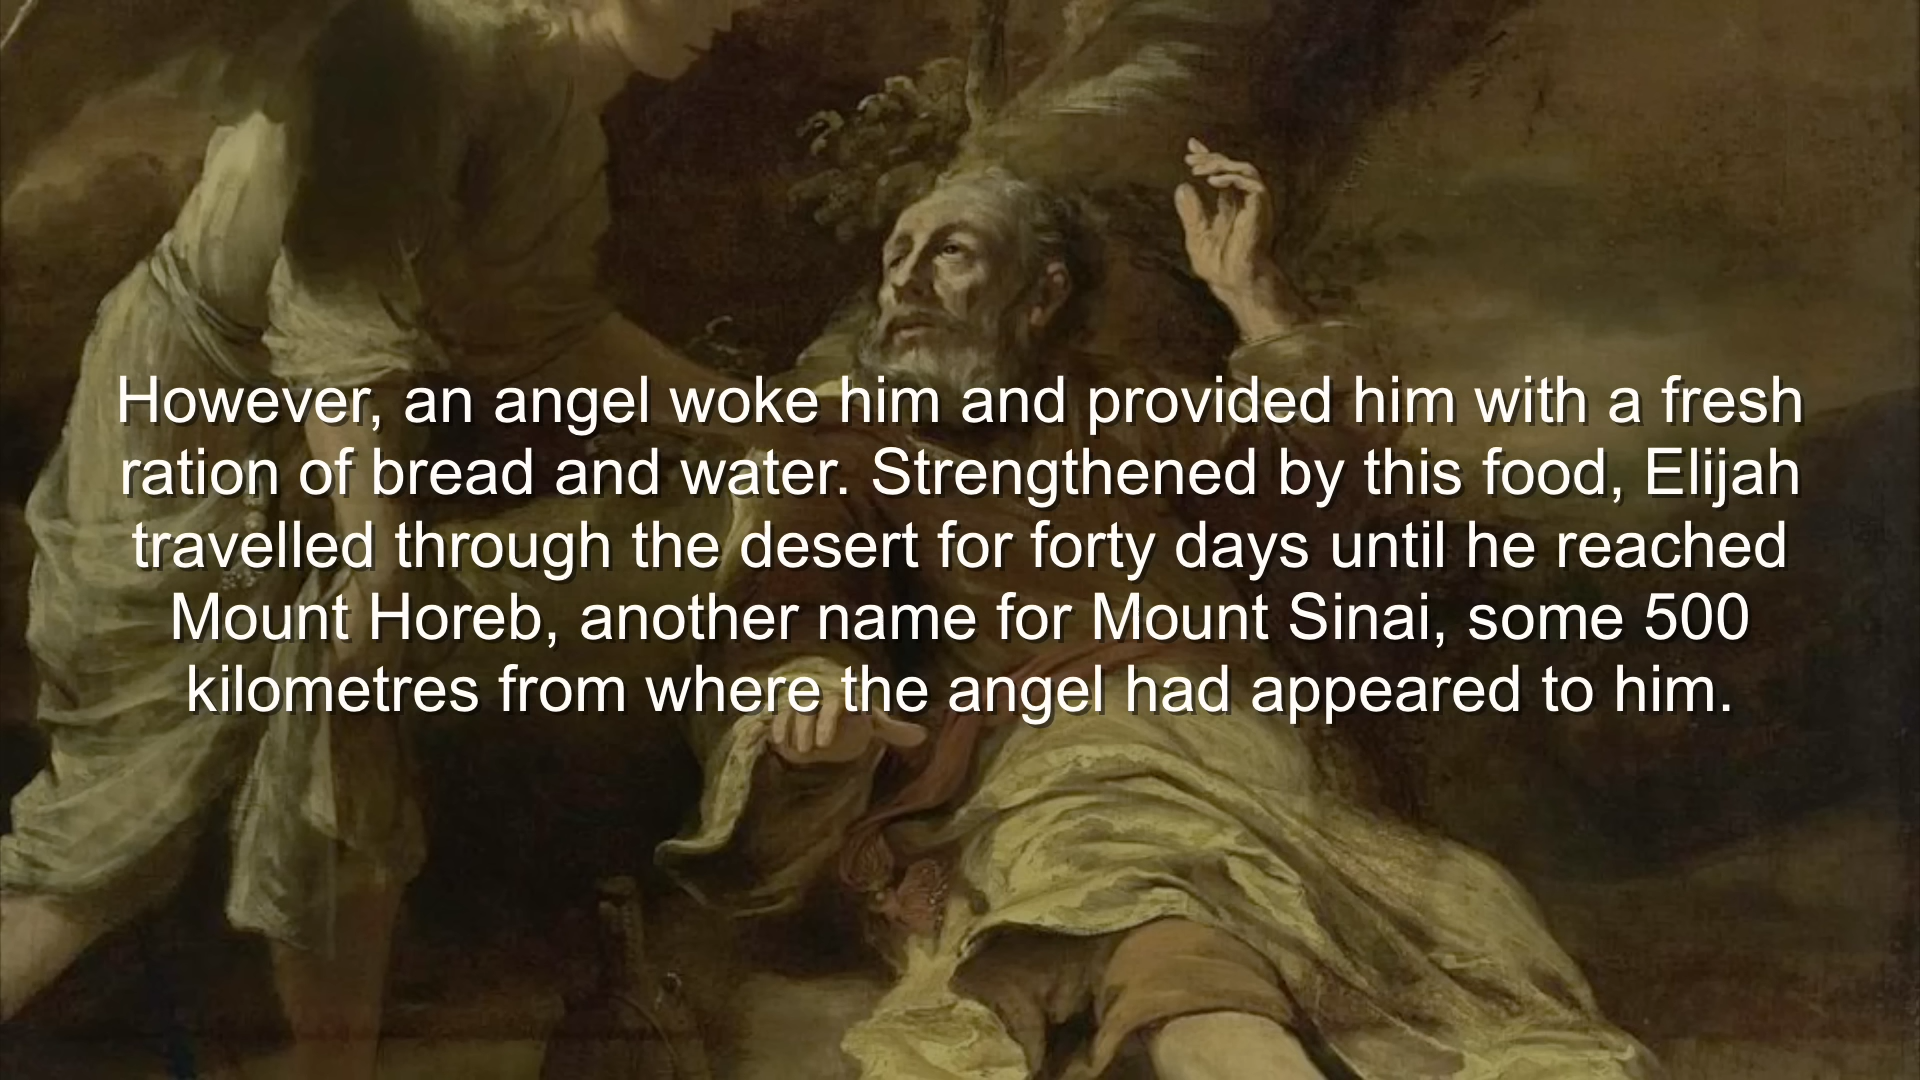 However, an angel woke him and provided him with a fresh
ration of bread and water. Strengthened by this food, Elijah
travelled through the desert for forty days until he reached
Mount Horeb, another name for Mount Sinai, some 500
kilometres from where the angel had appeared to him.